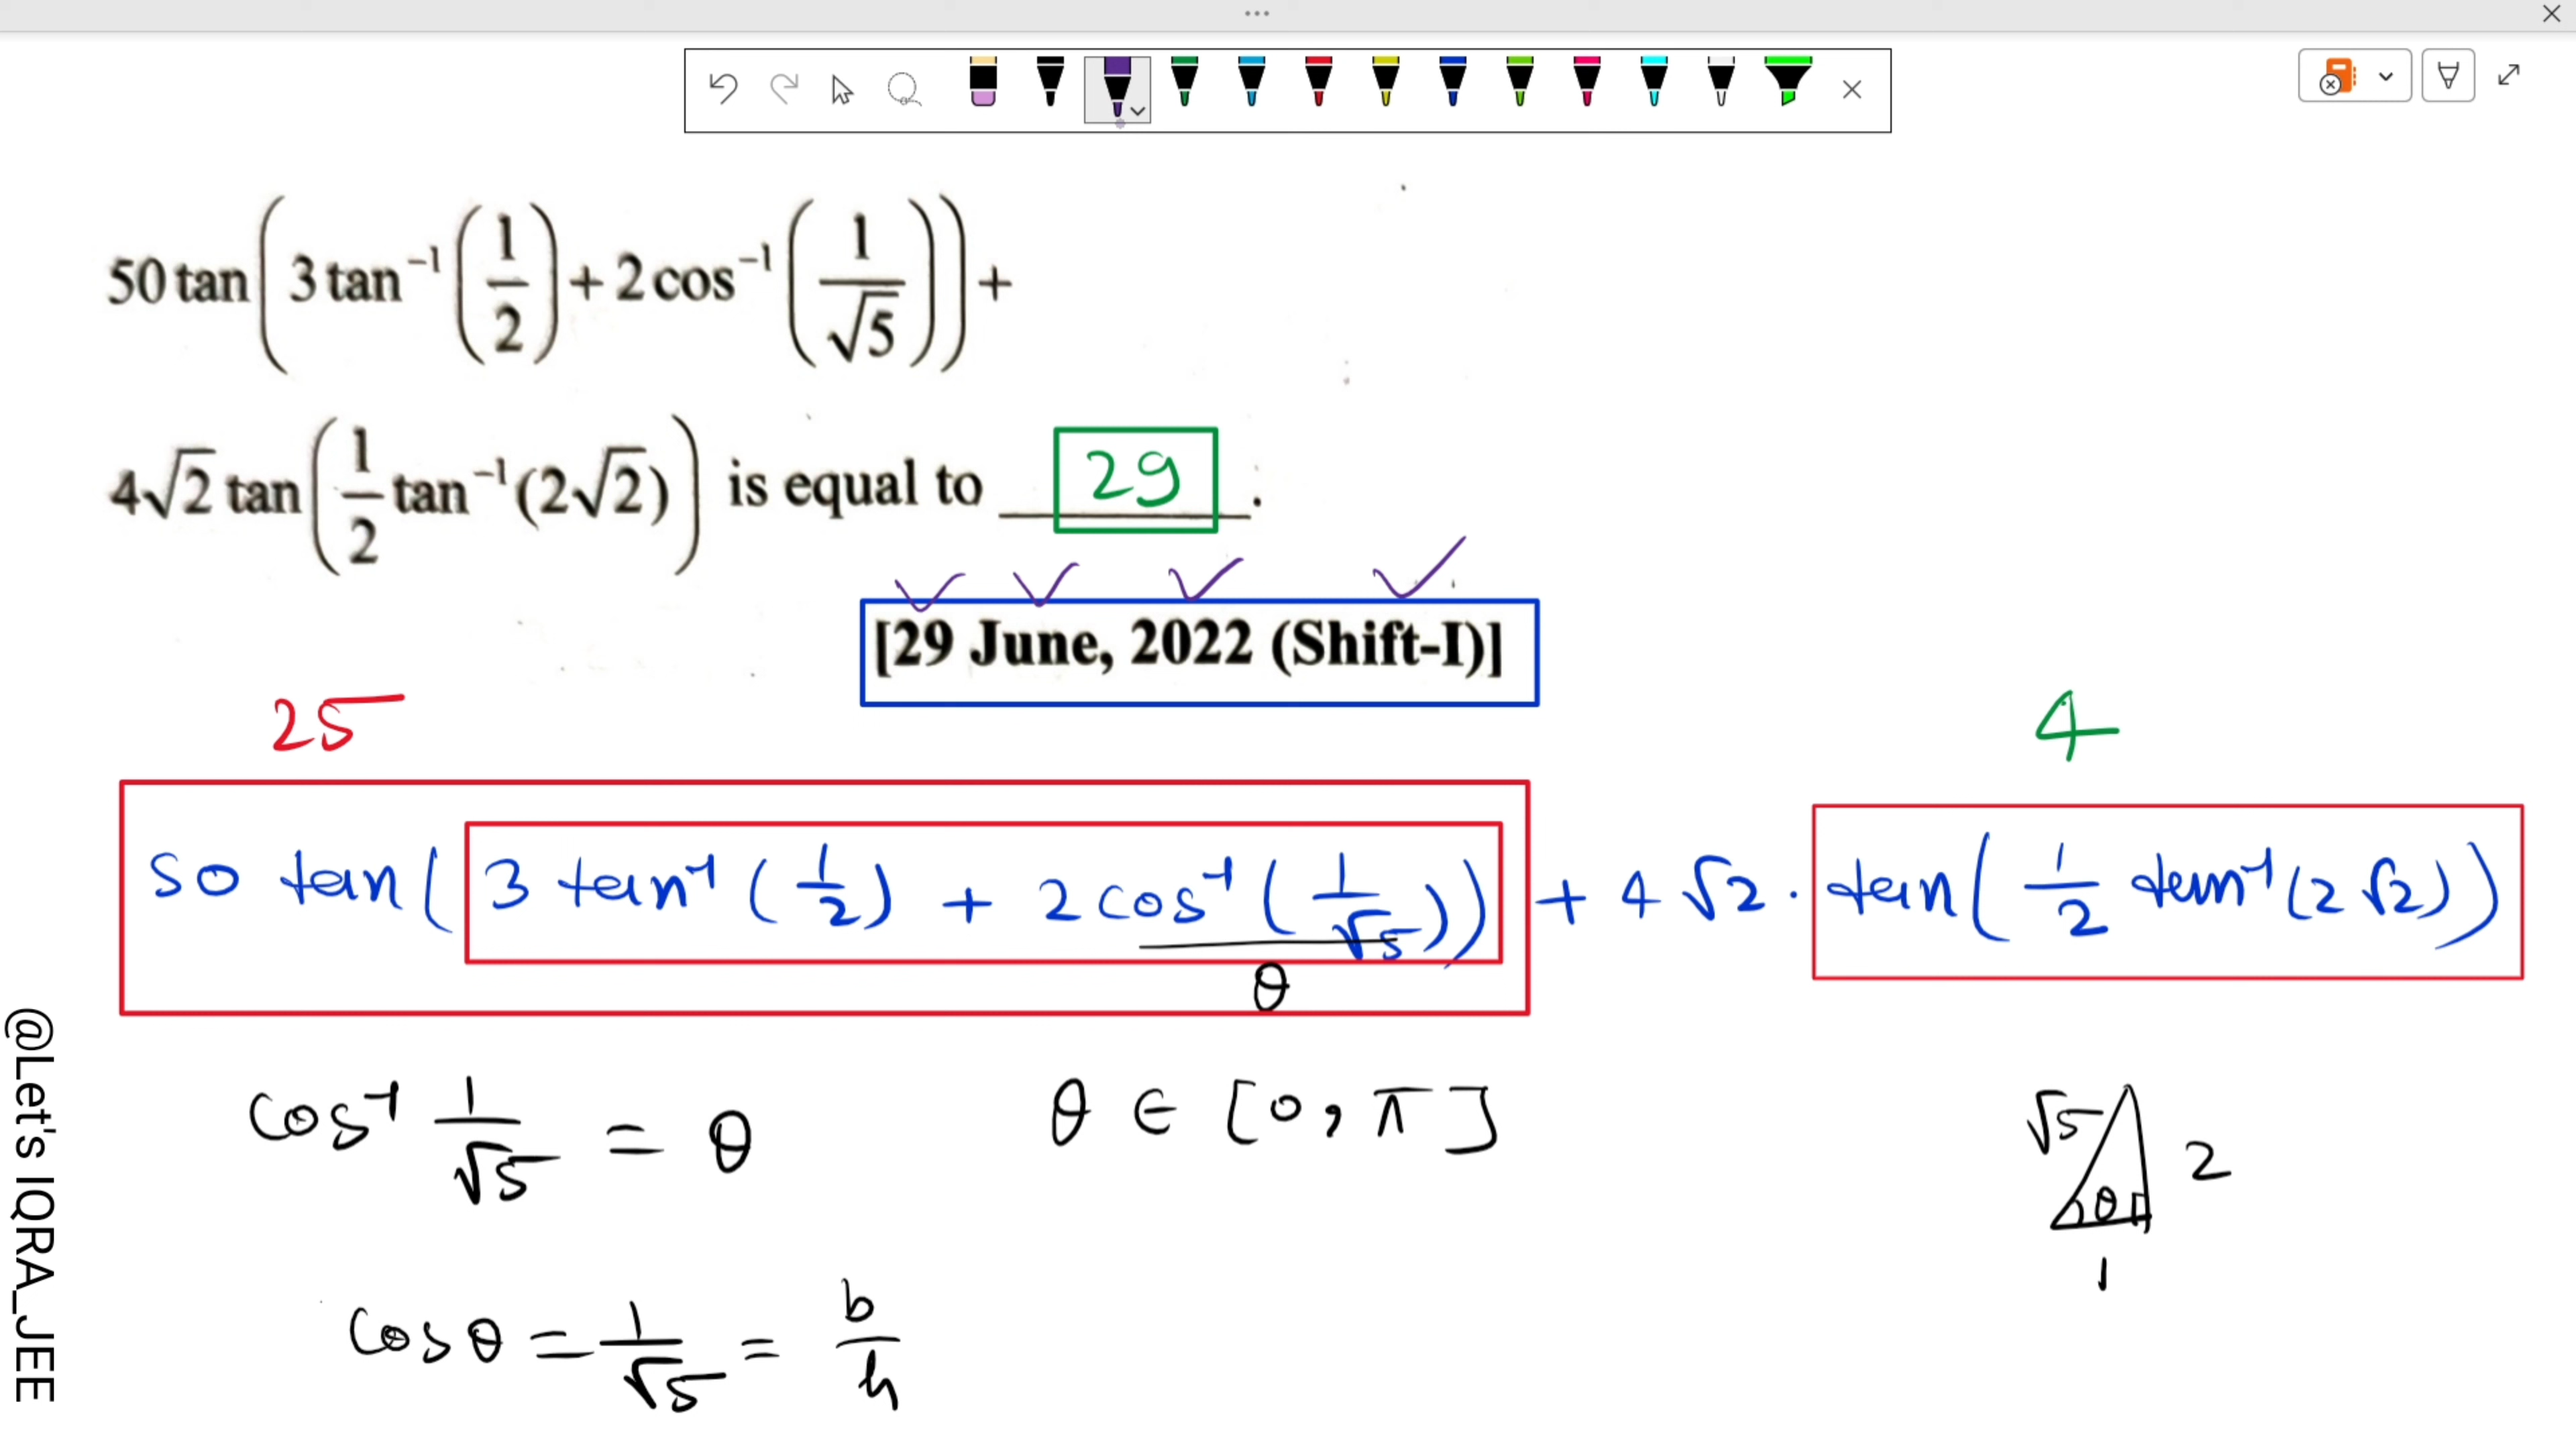 50 tan(3 tan⁻¹(1/2) + 2 cos⁻¹(1/√5)) +
4√2 tan(1/2 tan⁻¹(2√2)) is equal to 29.
[29 June, 2022 (Shift-I)]
25
4
50 tan(3 tan⁻¹(1/2) + 2 cos⁻¹(1/√5)) + 4√2 · tan(1/2 tan⁻¹(2√2))
θ
cos⁻¹ 1/√5 = θ
θ ∈ [0, π]
√5
2
θ
1
cos θ = 1/√5 = b/h
@Let's IQRA_JEE